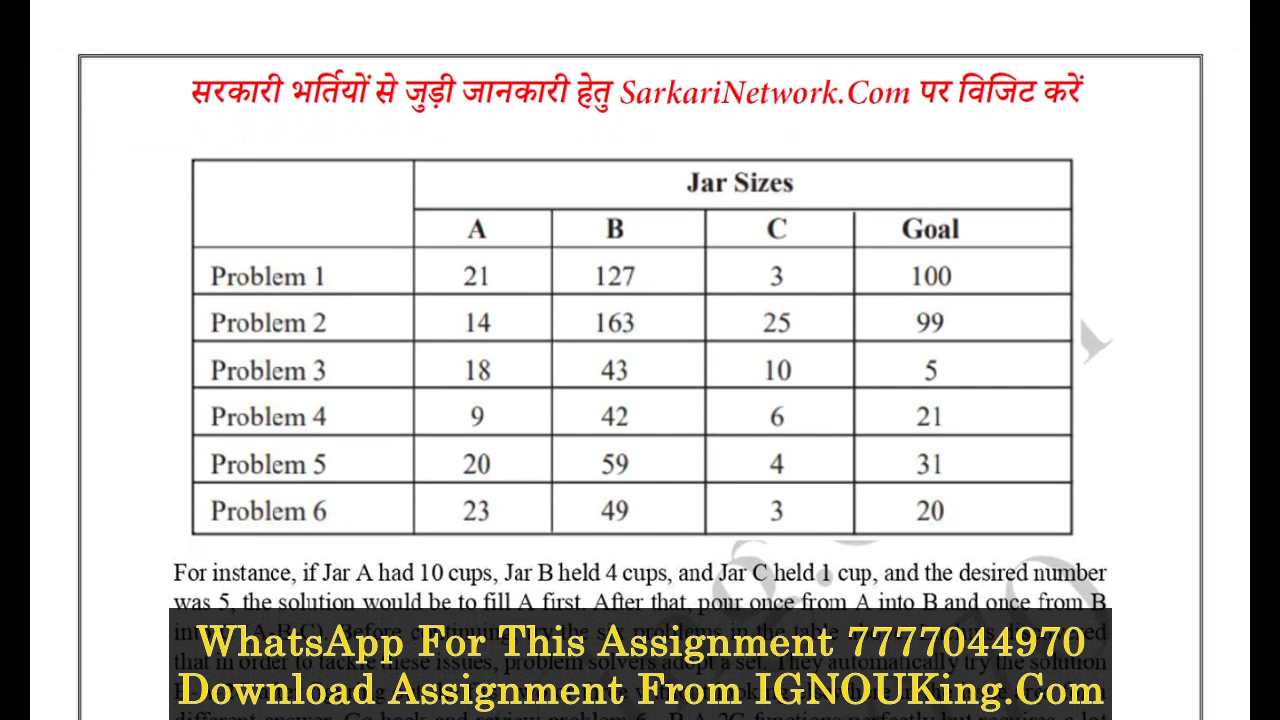 सरकारी भर्तियों से जुड़ी जानकारी हेतु SarkariNetwork.Com पर विजिट करें
Jar Sizes
A B C Goal
Problem 1 21 127 3 100
Problem 2 14 163 25 99
Problem 3 18 43 10 5
Problem 4 9 42 6 21
Problem 5 20 59 4 31
Problem 6 23 49 3 20
For instance, if Jar A had 10 cups, Jar B held 4 cups, and Jar C held 1 cup, and the desired number
was 5, the solution would be to fill A first. After that, pour once from A into B and once from B
WhatsApp For This Assignment 7777044970
Download Assignment From IGNOUKing.Com